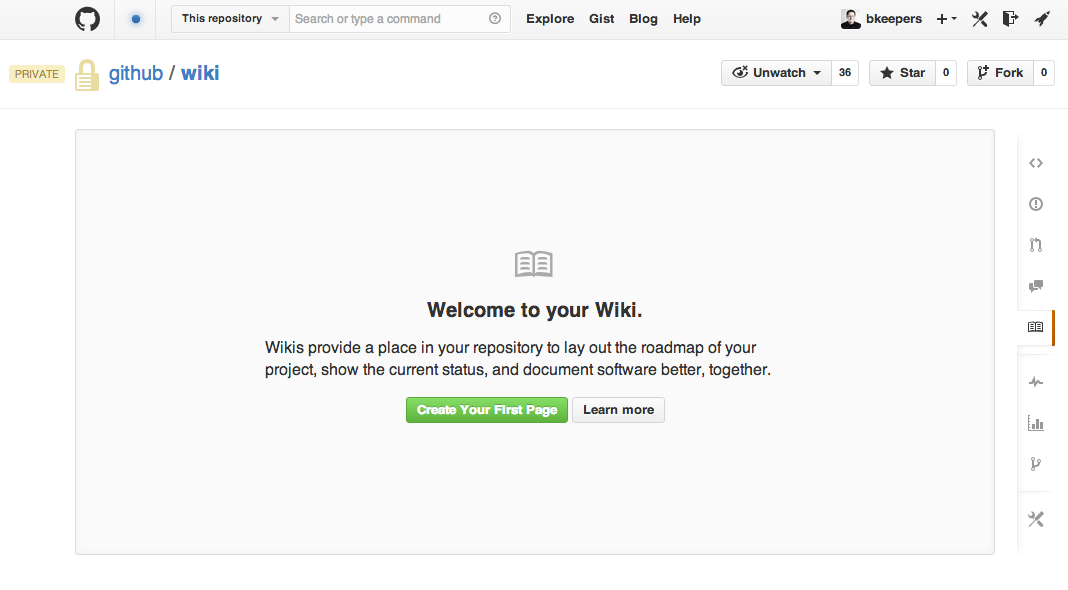 This repository Search or type a command Explore Gist Blog Help bkeepers
PRIVATE github / wiki Unwatch 36 Star 0 Fork 0
Welcome to your Wiki.
Wikis provide a place in your repository to lay out the roadmap of your
project, show the current status, and document software better, together.
Create Your First Page Learn more